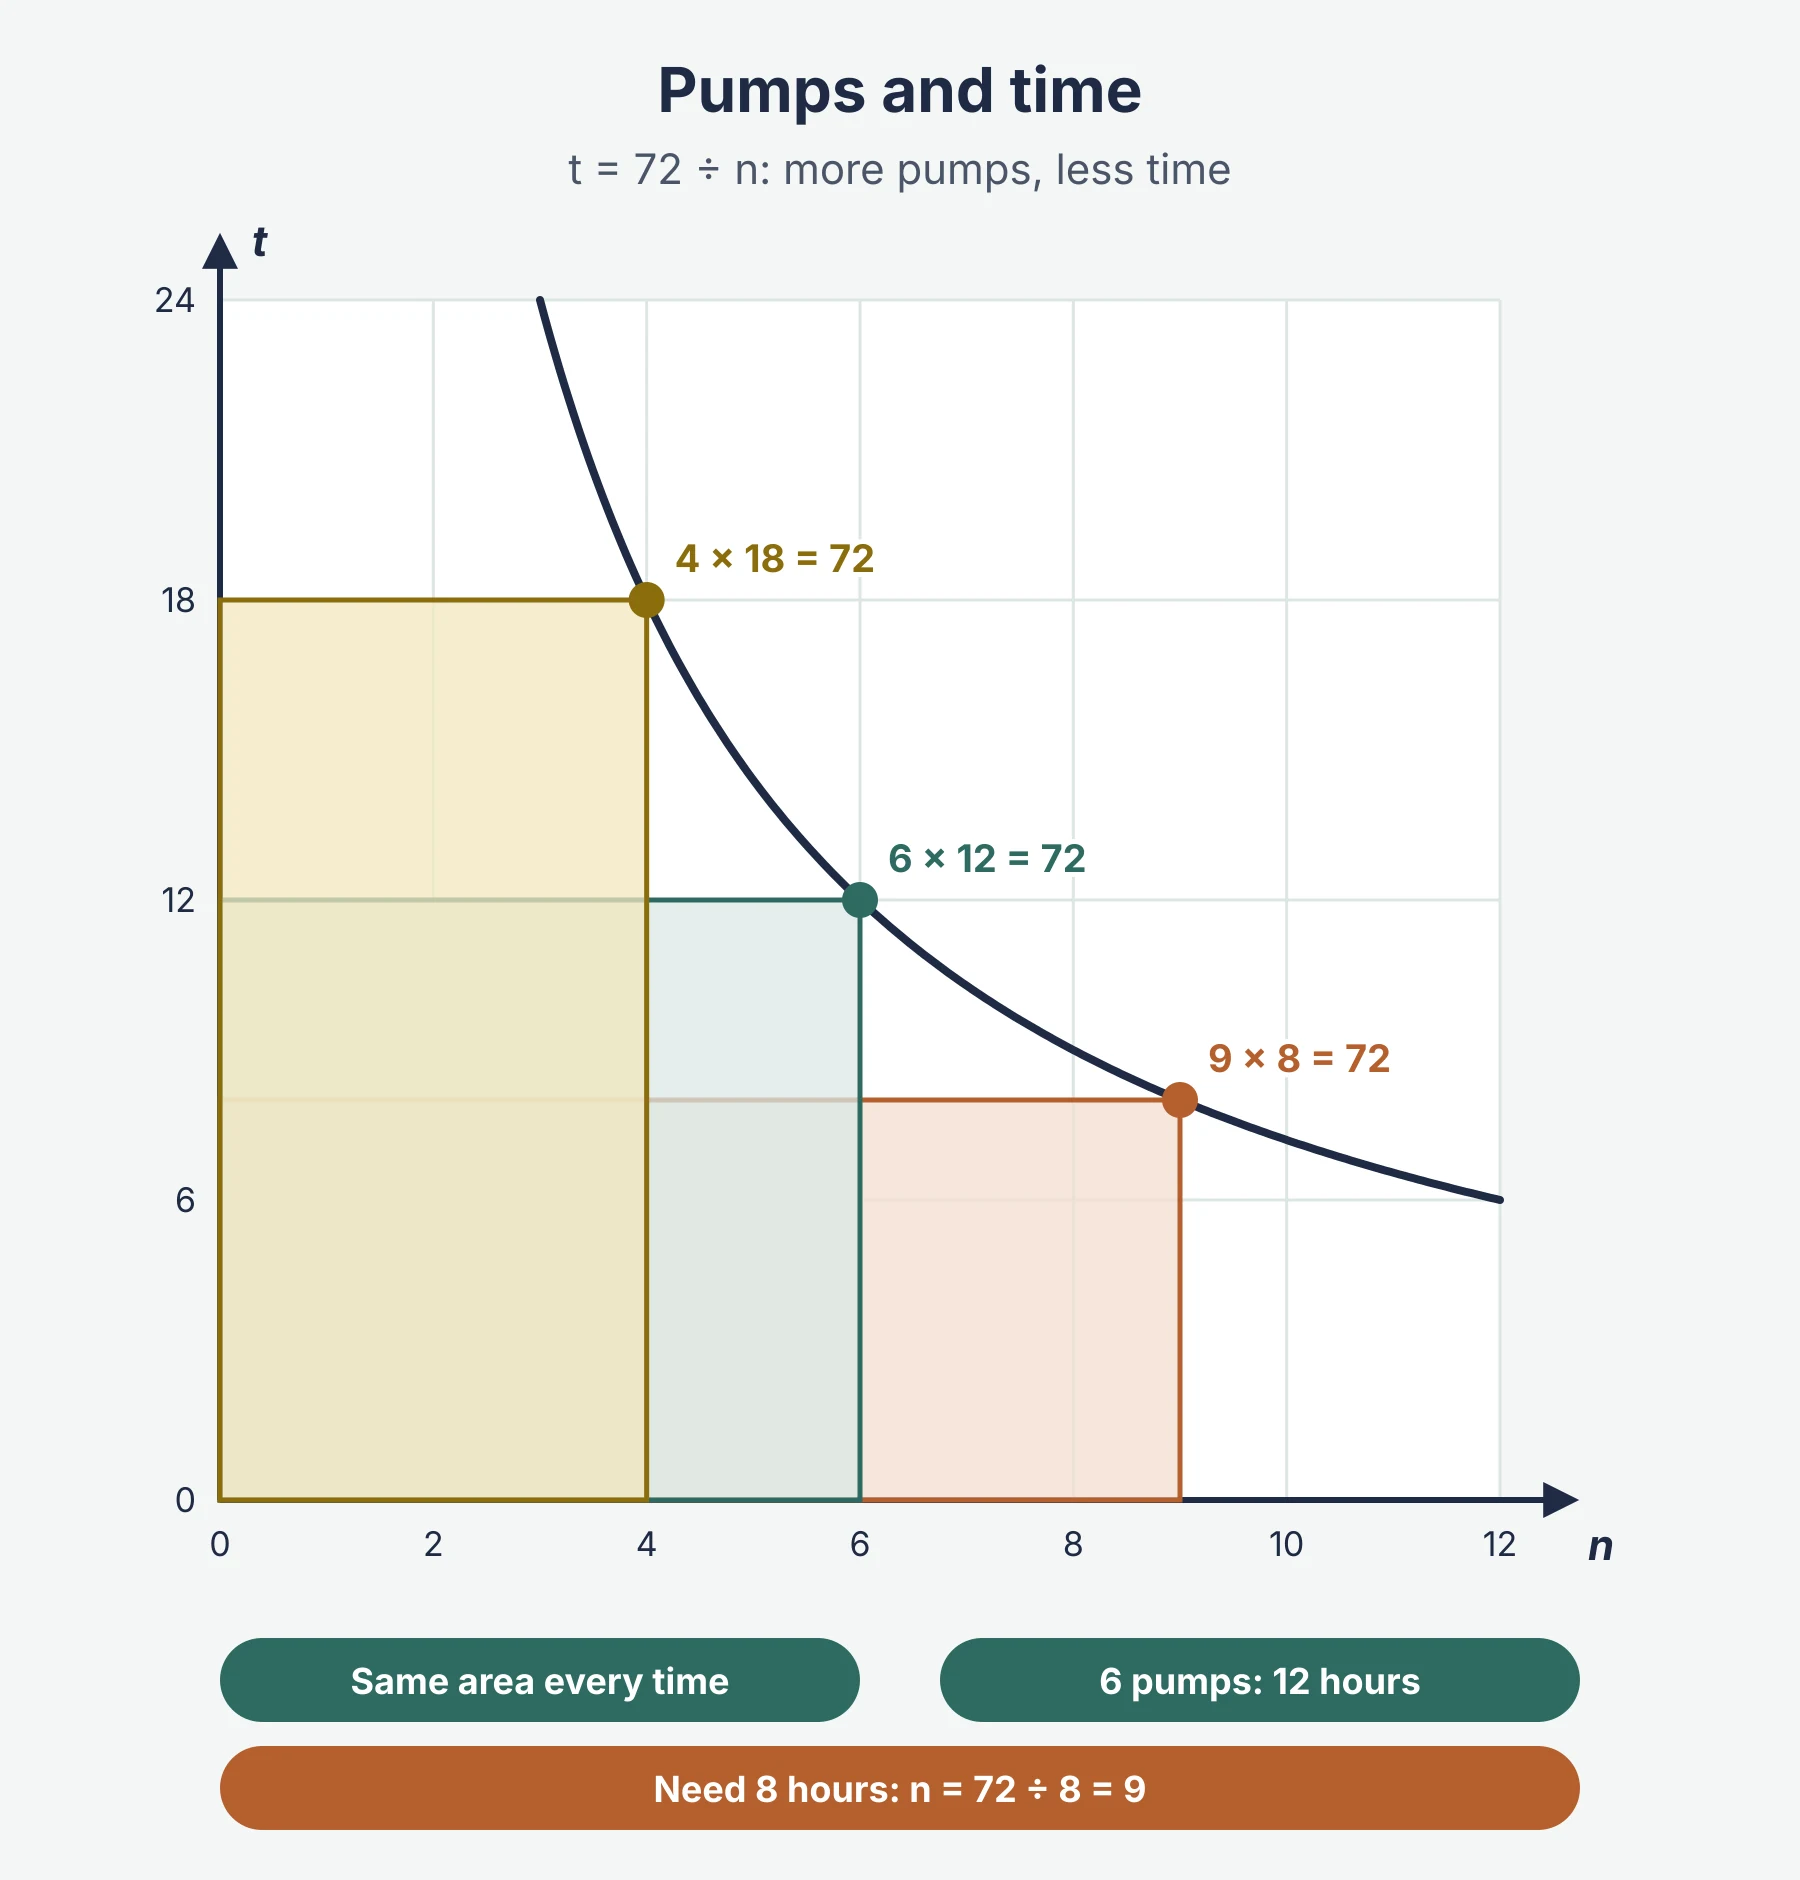 Pumps and time
t = 72 ÷ n: more pumps, less time
t
24
4 × 18 = 72
18
6 × 12 = 72
12
9 × 8 = 72
6
0
0 2 4 6 8 10 12 n
Same area every time
6 pumps: 12 hours
Need 8 hours: n = 72 ÷ 8 = 9